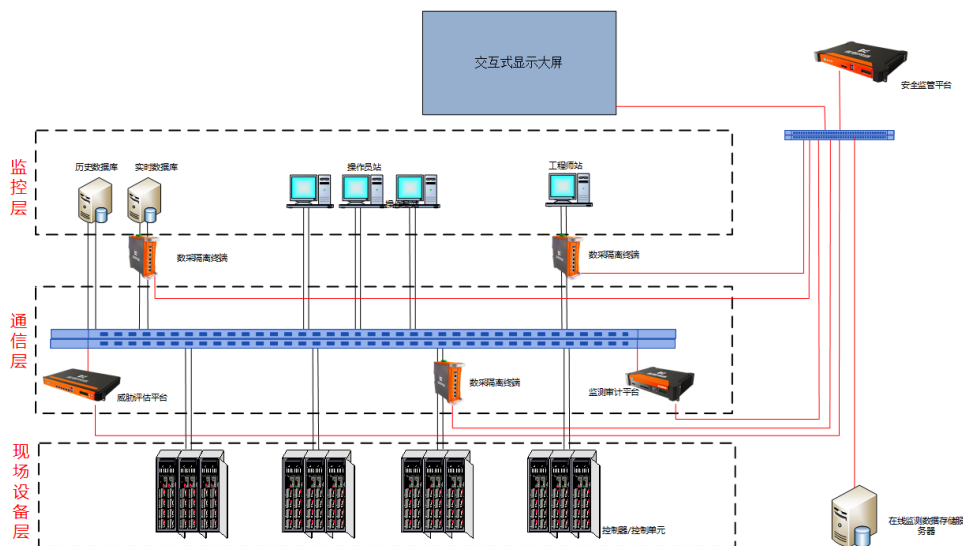 交互式显示大屏
安全监管平台
监控层
历史数据库
实时数据库
操作员站
工程师站
数采隔离终端
数采隔离终端
通信层
威胁评估平台
数采隔离终端
监测审计平台
现场设备层
控制器/控制单元
在线监测数据存储服
务器